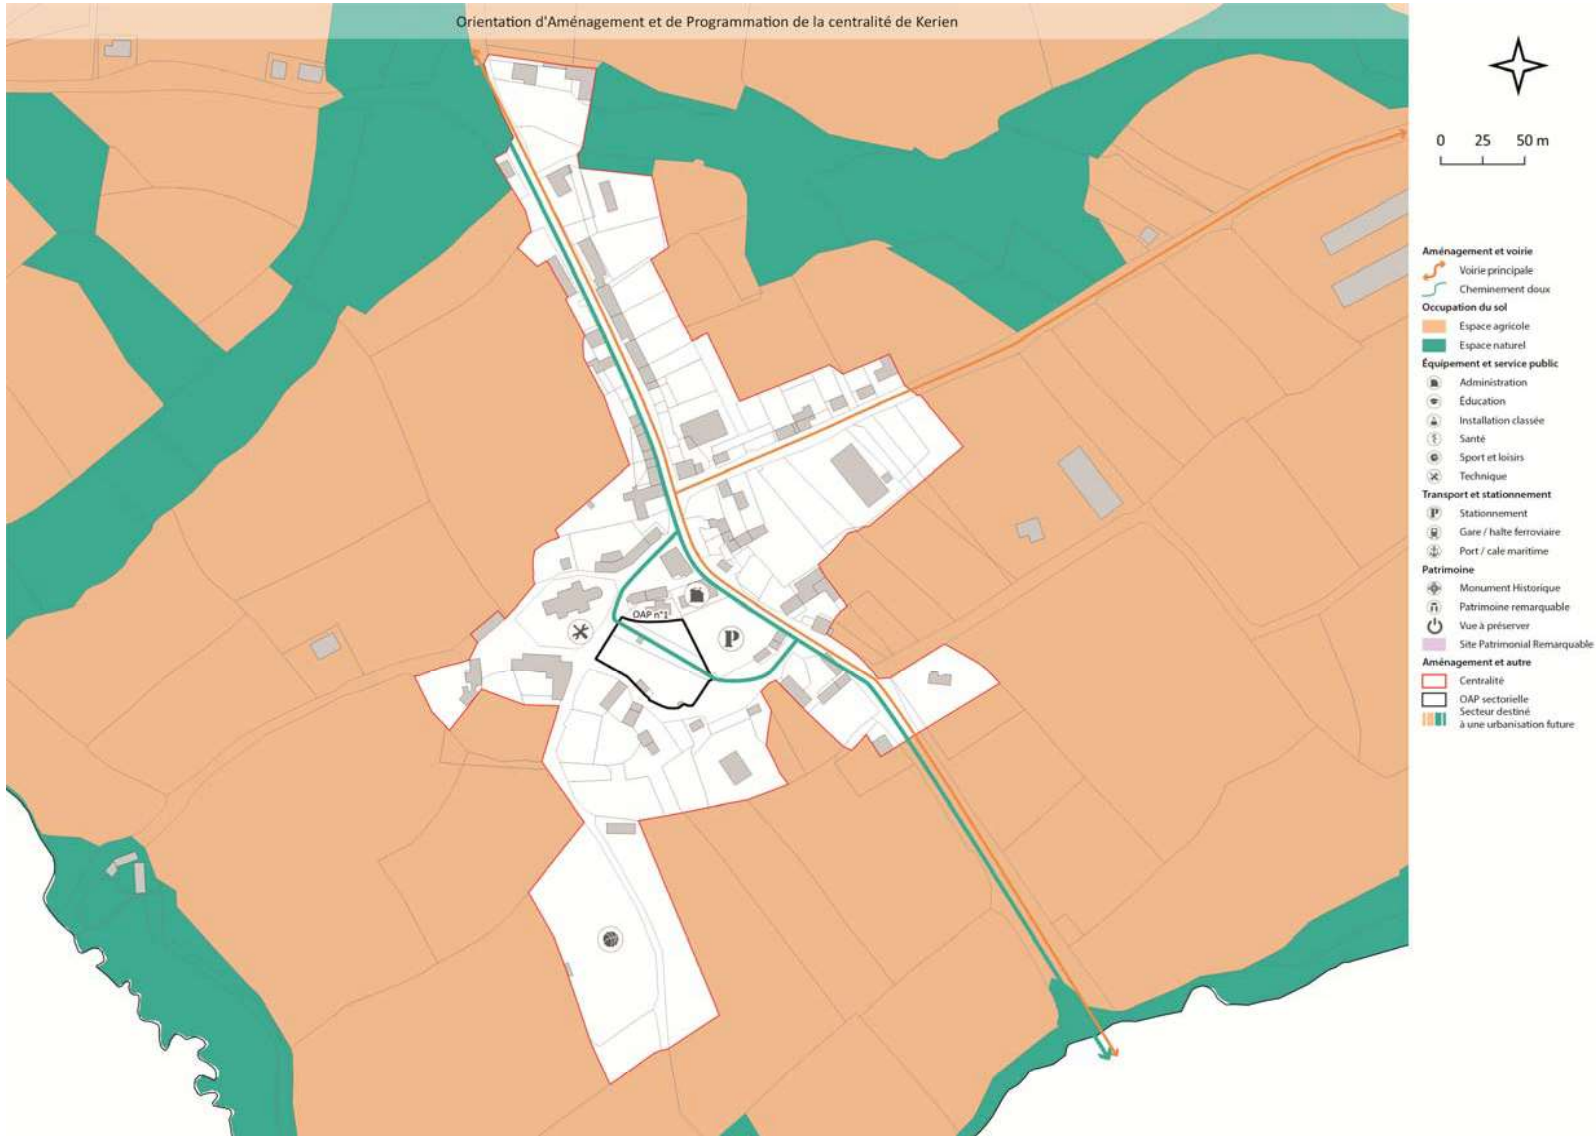 Orientation d'Aménagement et de Programmation de la centralité de Kerien
0 25 50 m
Aménagement et voirie
Voirie principale
Cheminement doux
Occupation du sol
Espace agricole
Espace naturel
Équipement et service public
Administration
Éducation
Installation classée
Santé
Sport et loisirs
Technique
Transport et stationnement
P Stationnement
Gare / halte ferroviaire
Port / cale maritime
Patrimoine
Monument Historique
Patrimoine remarquable
Vue à préserver
Site Patrimonial Remarquable
Aménagement et autre
Centralité
OAP sectorielle
Secteur destiné
à une urbanisation future
OAP n°1
P